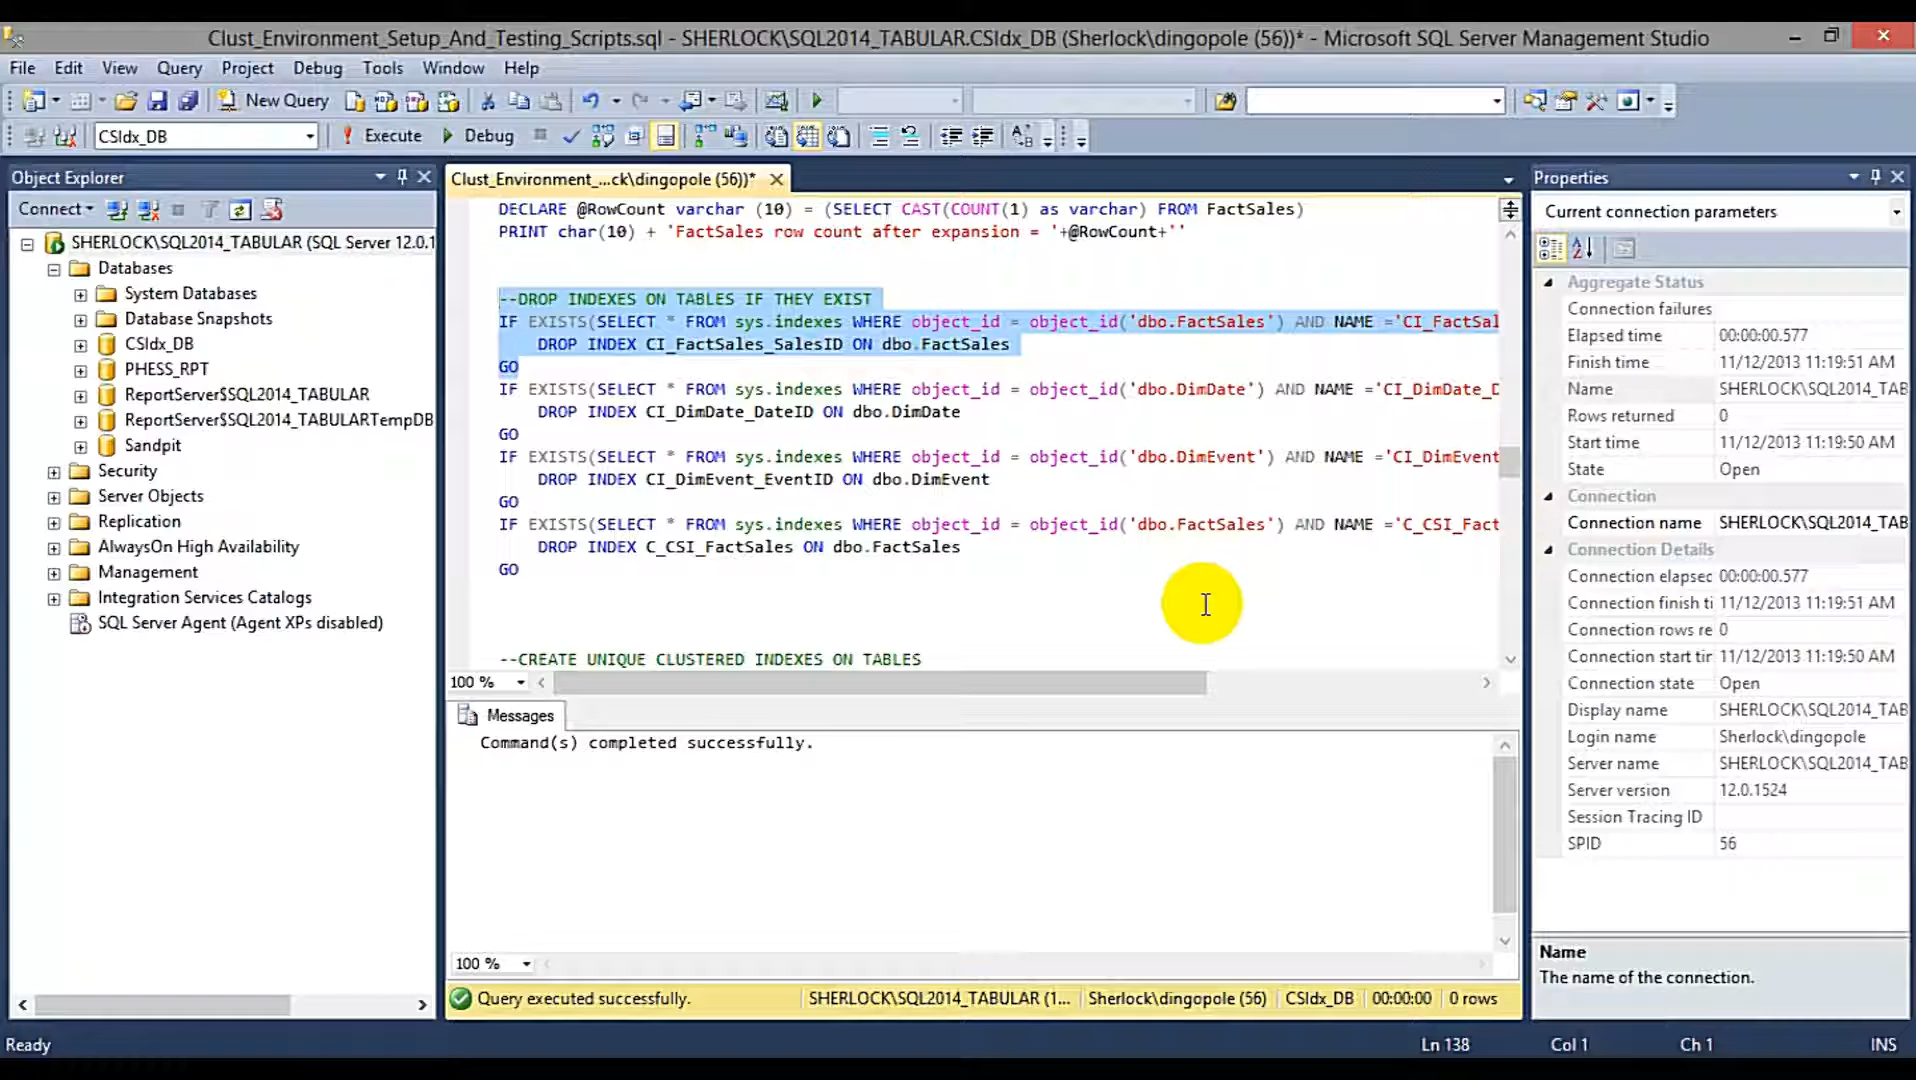 Clust_Environment_Setup_And_Testing_Scripts.sql - SHERLOCK\SQL2014_TABULAR.CSIdx_DB (Sherlock\dingopole (56))* - Microsoft SQL Server Management Studio
File Edit View Query Project Debug Tools Window Help
New Query
CSIdx_DB Execute Debug
Object Explorer
Connect
SHERLOCK\SQL2014_TABULAR (SQL Server 12.0.1
Databases
System Databases
Database Snapshots
CSIdx_DB
PHESS_RPT
ReportServer$SQL2014_TABULAR
ReportServer$SQL2014_TABULARTempDB
Sandpit
Security
Server Objects
Replication
AlwaysOn High Availability
Management
Integration Services Catalogs
SQL Server Agent (Agent XPs disabled)
Clust_Environment_...ck\dingopole (56))*
DECLARE @RowCount varchar (10) = (SELECT CAST(COUNT(1) as varchar) FROM FactSales)
PRINT char(10) + 'FactSales row count after expansion = '+@RowCount+''
--DROP INDEXES ON TABLES IF THEY EXIST
IF EXISTS(SELECT * FROM sys.indexes WHERE object_id = object_id('dbo.FactSales') AND NAME ='CI_FactSal
DROP INDEX CI_FactSales_SalesID ON dbo.FactSales
GO
IF EXISTS(SELECT * FROM sys.indexes WHERE object_id = object_id('dbo.DimDate') AND NAME ='CI_DimDate_D
DROP INDEX CI_DimDate_DateID ON dbo.DimDate
GO
IF EXISTS(SELECT * FROM sys.indexes WHERE object_id = object_id('dbo.DimEvent') AND NAME ='CI_DimEvent
DROP INDEX CI_DimEvent_EventID ON dbo.DimEvent
GO
IF EXISTS(SELECT * FROM sys.indexes WHERE object_id = object_id('dbo.FactSales') AND NAME ='C_CSI_Fact
DROP INDEX C_CSI_FactSales ON dbo.FactSales
GO
--CREATE UNIQUE CLUSTERED INDEXES ON TABLES
100 %
Messages
Command(s) completed successfully.
100 %
Query executed successfully. SHERLOCK\SQL2014_TABULAR (1... Sherlock\dingopole (56) CSIdx_DB 00:00:00 0 rows
Properties
Current connection parameters
Aggregate Status
Connection failures
Elapsed time 00:00:00.577
Finish time 11/12/2013 11:19:51 AM
Name SHERLOCK\SQL2014_TAB
Rows returned 0
Start time 11/12/2013 11:19:50 AM
State Open
Connection
Connection name SHERLOCK\SQL2014_TAB
Connection Details
Connection elapsec 00:00:00.577
Connection finish ti 11/12/2013 11:19:51 AM
Connection rows re 0
Connection start tir 11/12/2013 11:19:50 AM
Connection state Open
Display name SHERLOCK\SQL2014_TAB
Login name Sherlock\dingopole
Server name SHERLOCK\SQL2014_TAB
Server version 12.0.1524
Session Tracing ID
SPID 56
Name
The name of the connection.
Ready Ln 138 Col 1 Ch 1 INS